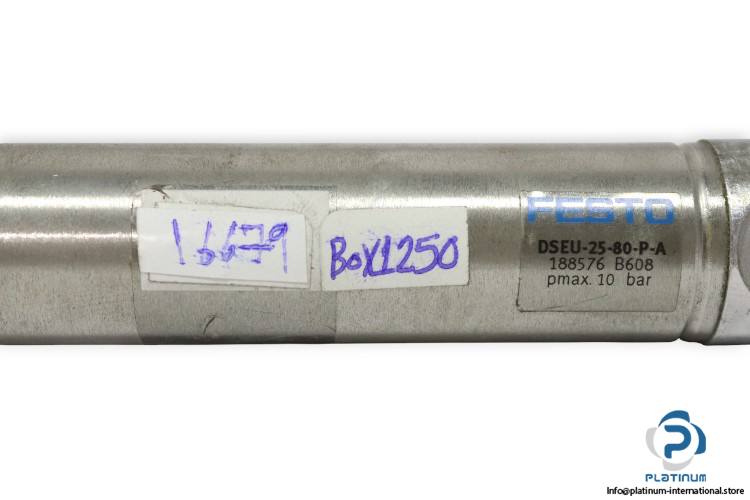 16679
Box1250
FESTO
DSEU-25-80-P-A
188576 B608
pmax. 10 bar
PLATINUM
Info@platinum-international.store